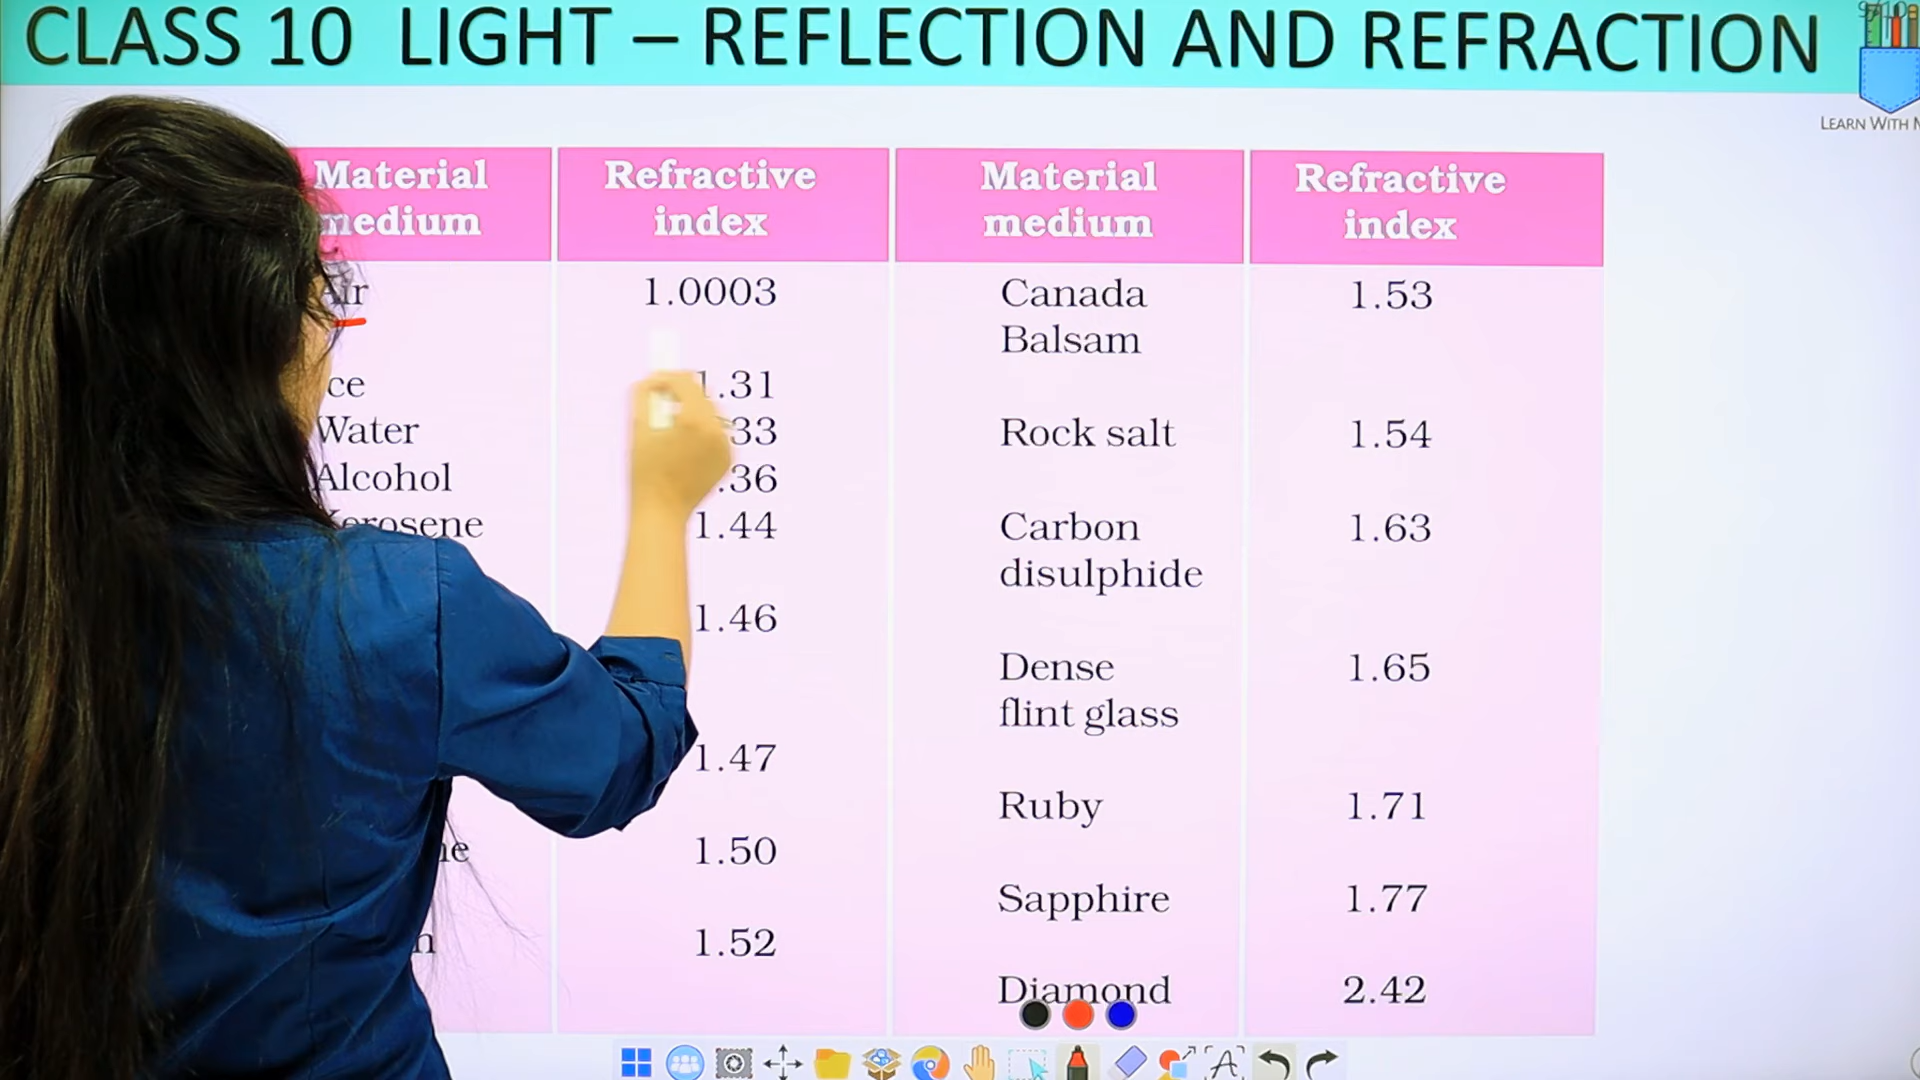 CLASS 10 LIGHT – REFLECTION AND REFRACTION
LEARN WITH
Material medium
Refractive index
Material medium
Refractive index
Air 1.0003 Canada Balsam 1.53
1.31
Water Rock salt 1.54
Alcohol
1.44 Carbon disulphide 1.63
1.46
Dense flint glass 1.65
1.47
Ruby 1.71
1.50
Sapphire 1.77
1.52
Diamond 2.42